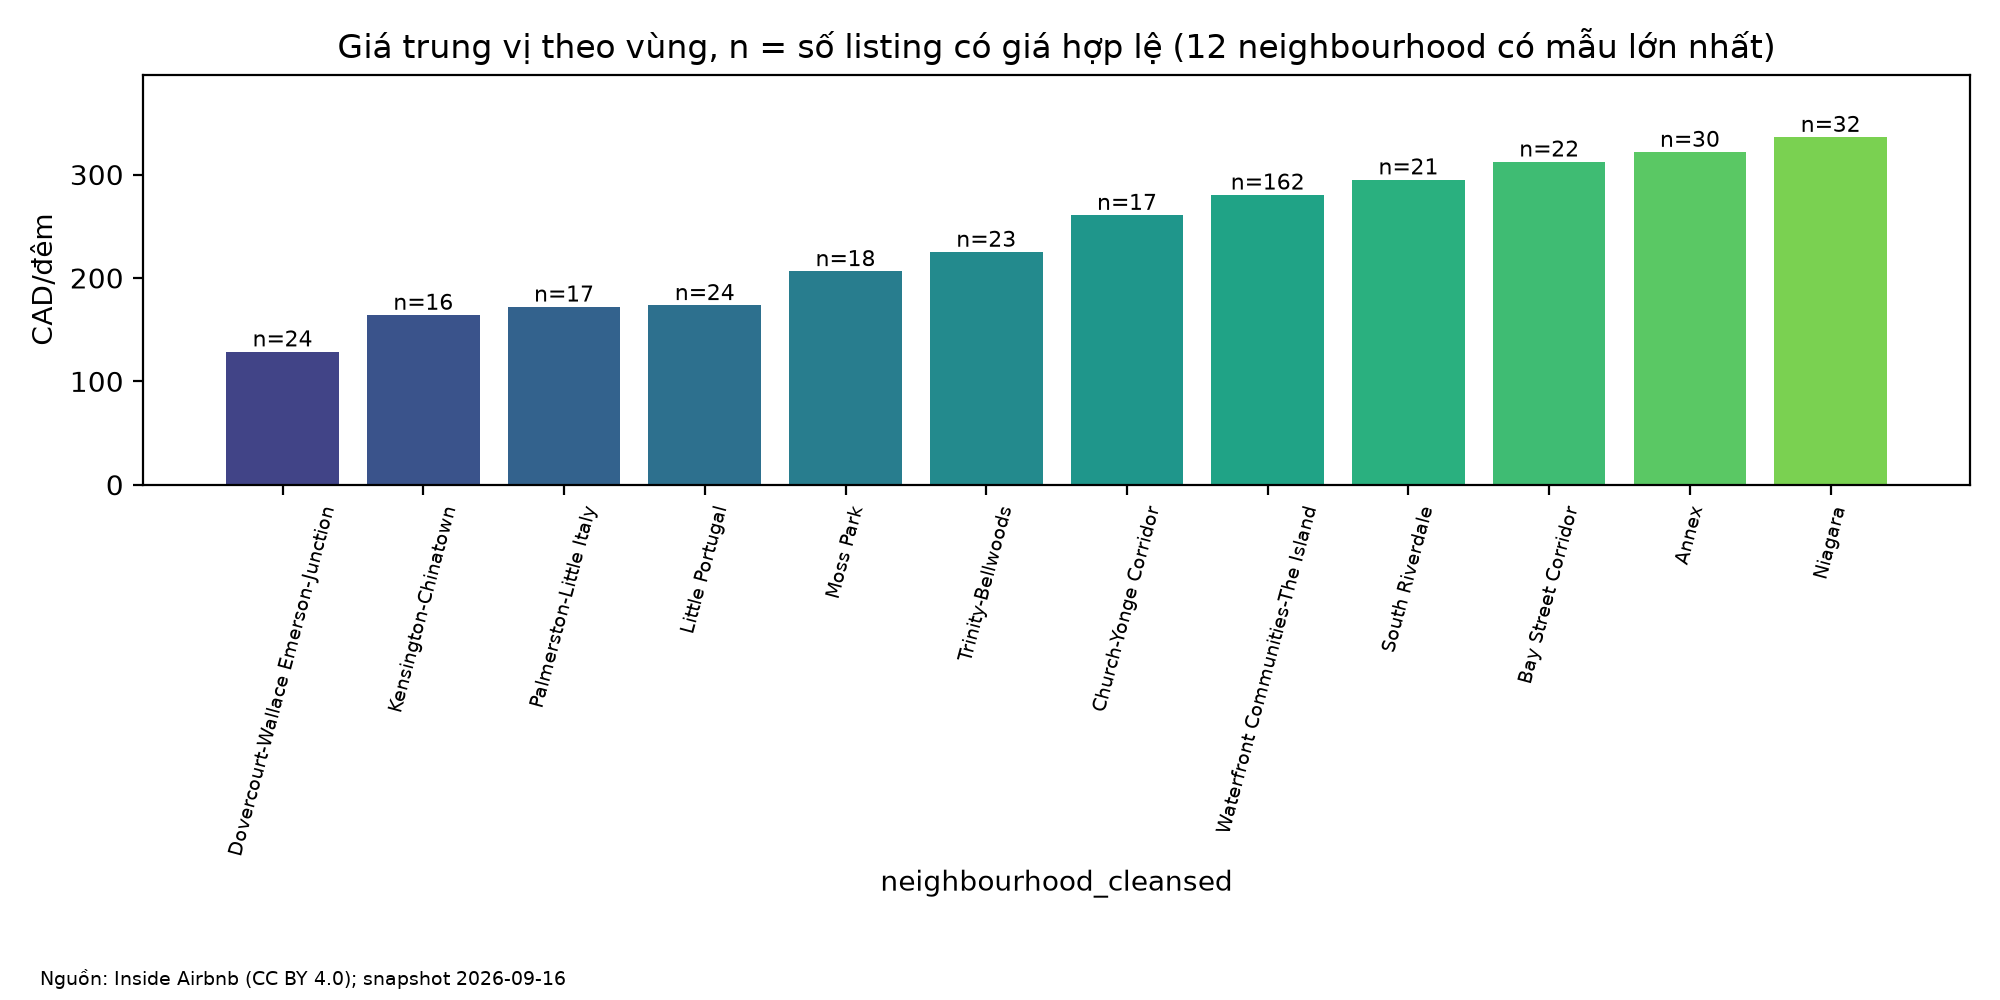 Giá trung vị theo vùng, n = số listing có giá hợp lệ (12 neighbourhood có mẫu lớn nhất)
CAD/đêm
300
200
100
0
n=24
n=16
n=17
n=24
n=18
n=23
n=17
n=162
n=21
n=22
n=30
n=32
Dovercourt-Wallace Emerson-Junction
Kensington-Chinatown
Palmerston-Little Italy
Little Portugal
Moss Park
Trinity-Bellwoods
Church-Yonge Corridor
Waterfront Communities-The Island
South Riverdale
Bay Street Corridor
Annex
Niagara
neighbourhood_cleansed
Nguồn: Inside Airbnb (CC BY 4.0); snapshot 2026-09-16